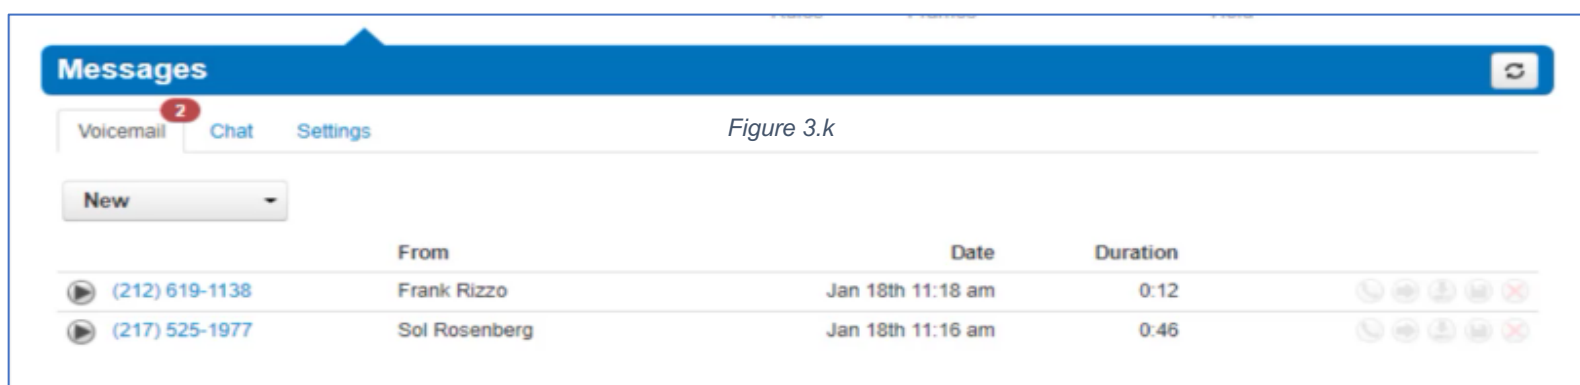 Messages
2
Voicemail Chat Settings
Figure 3.k
New
From Date Duration
(212) 619-1138 Frank Rizzo Jan 18th 11:18 am 0:12
(217) 525-1977 Sol Rosenberg Jan 18th 11:16 am 0:46